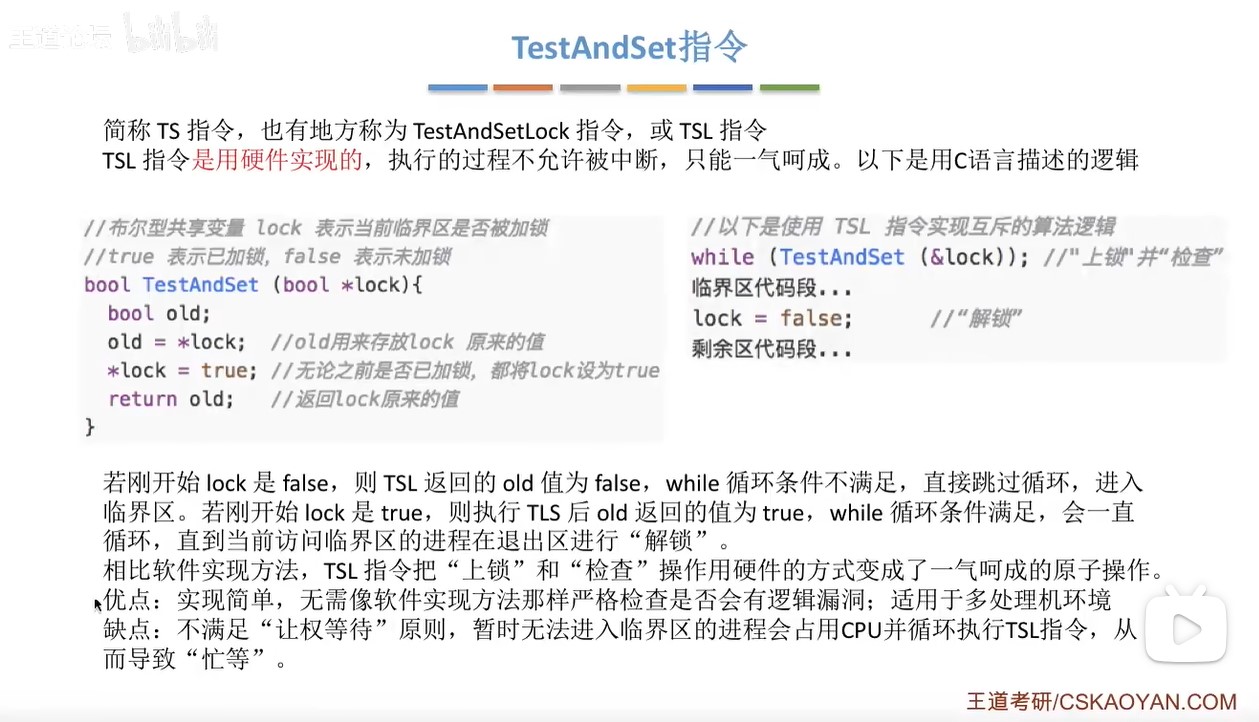 王道论坛 bilibili
TestAndSet指令
简称 TS 指令，也有地方称为 TestAndSetLock 指令，或 TSL 指令
TSL 指令是用硬件实现的，执行的过程不允许被中断，只能一气呵成。以下是用C语言描述的逻辑
//布尔型共享变量 lock 表示当前临界区是否被加锁
//true 表示已加锁，false 表示未加锁
bool TestAndSet (bool *lock){
bool old;
old = *lock; //old用来存放lock 原来的值
*lock = true; //无论之前是否已加锁，都将lock设为true
return old; //返回lock原来的值
}
//以下是使用 TSL 指令实现互斥的算法逻辑
while (TestAndSet (&lock)); //"上锁"并“检查”
临界区代码段...
lock = false; //“解锁”
剩余区代码段...
若刚开始 lock 是 false，则 TSL 返回的 old 值为 false，while 循环条件不满足，直接跳过循环，进入
临界区。若刚开始 lock 是 true，则执行 TLS 后 old 返回的值为 true，while 循环条件满足，会一直
循环，直到当前访问临界区的进程在退出区进行“解锁”。
相比软件实现方法，TSL 指令把“上锁”和“检查”操作用硬件的方式变成了一气呵成的原子操作。
优点：实现简单，无需像软件实现方法那样严格检查是否会有逻辑漏洞；适用于多处理机环境
缺点：不满足“让权等待”原则，暂时无法进入临界区的进程会占用CPU并循环执行TSL指令，从
而导致“忙等”。
王道考研/CSKAOYAN.COM